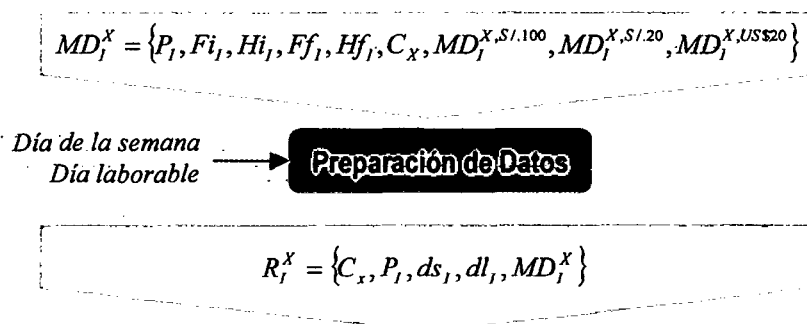 MD_I^X = {P_I, Fi_I, Hi_I, Ff_I, Hf_I, C_X, MD_I^{X,S/.100}, MD_I^{X,S/.20}, MD_I^{X,US$20}}
Día de la semana
Día laborable
Preparación de Datos
R_I^X = {C_x, P_I, ds_I, dl_I, MD_I^X}